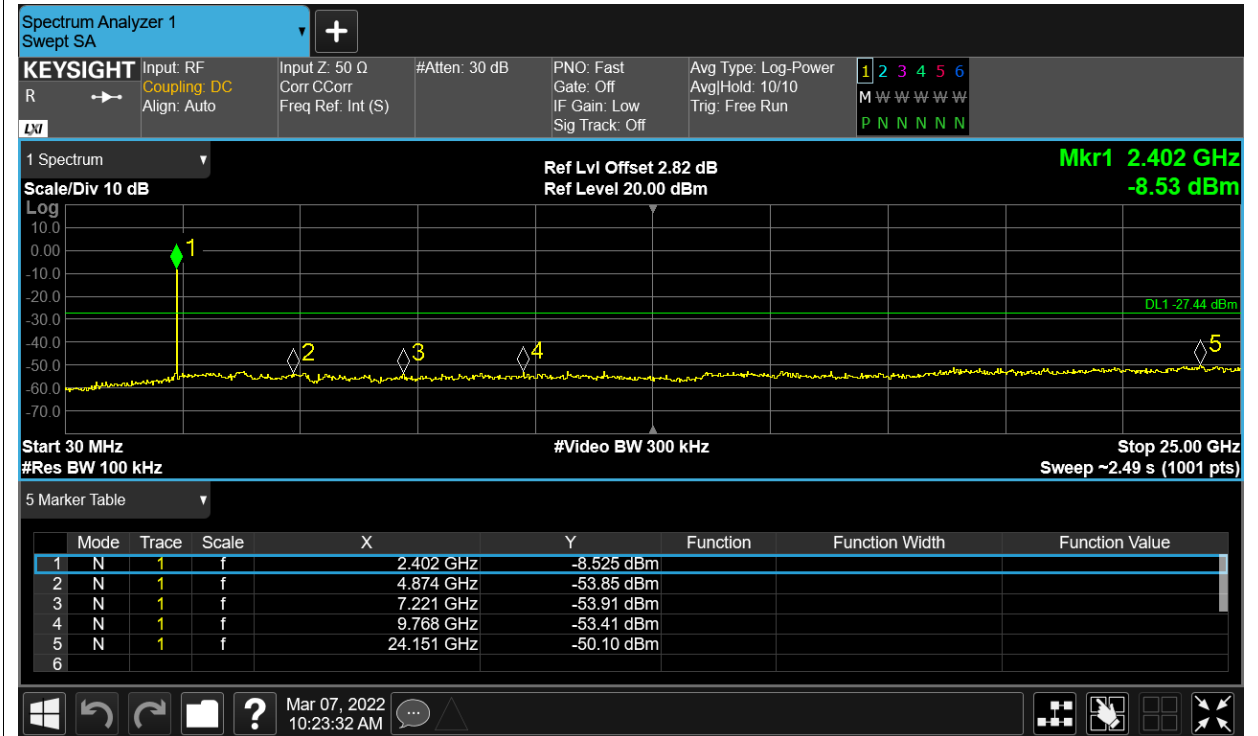 Spectrum Analyzer 1
Swept SA
KEYSIGHT
R
LXI
Input: RF
Coupling: DC
Align: Auto
Input Z: 50 Ω
Corr CCorr
Freq Ref: Int (S)
#Atten: 30 dB
PNO: Fast
Gate: Off
IF Gain: Low
Sig Track: Off
Avg Type: Log-Power
Avg|Hold: 10/10
Trig: Free Run
1 2 3 4 5 6
M W W W W W
P N N N N N
1 Spectrum
Scale/Div 10 dB
Ref Lvl Offset 2.82 dB
Ref Level 20.00 dBm
Mkr1 2.402 GHz
-8.53 dBm
Log
10.0
0.00
-10.0
-20.0
-30.0
-40.0
-50.0
-60.0
-70.0
1
2
3
4
5
DL1 -27.44 dBm
Start 30 MHz
#Video BW 300 kHz
Stop 25.00 GHz
#Res BW 100 kHz
Sweep ~2.49 s (1001 pts)
5 Marker Table
Mode Trace Scale X Y Function Function Width Function Value
1 N 1 f 2.402 GHz -8.525 dBm
2 N 1 f 4.874 GHz -53.85 dBm
3 N 1 f 7.221 GHz -53.91 dBm
4 N 1 f 9.768 GHz -53.41 dBm
5 N 1 f 24.151 GHz -50.10 dBm
6
?
Mar 07, 2022
10:23:32 AM